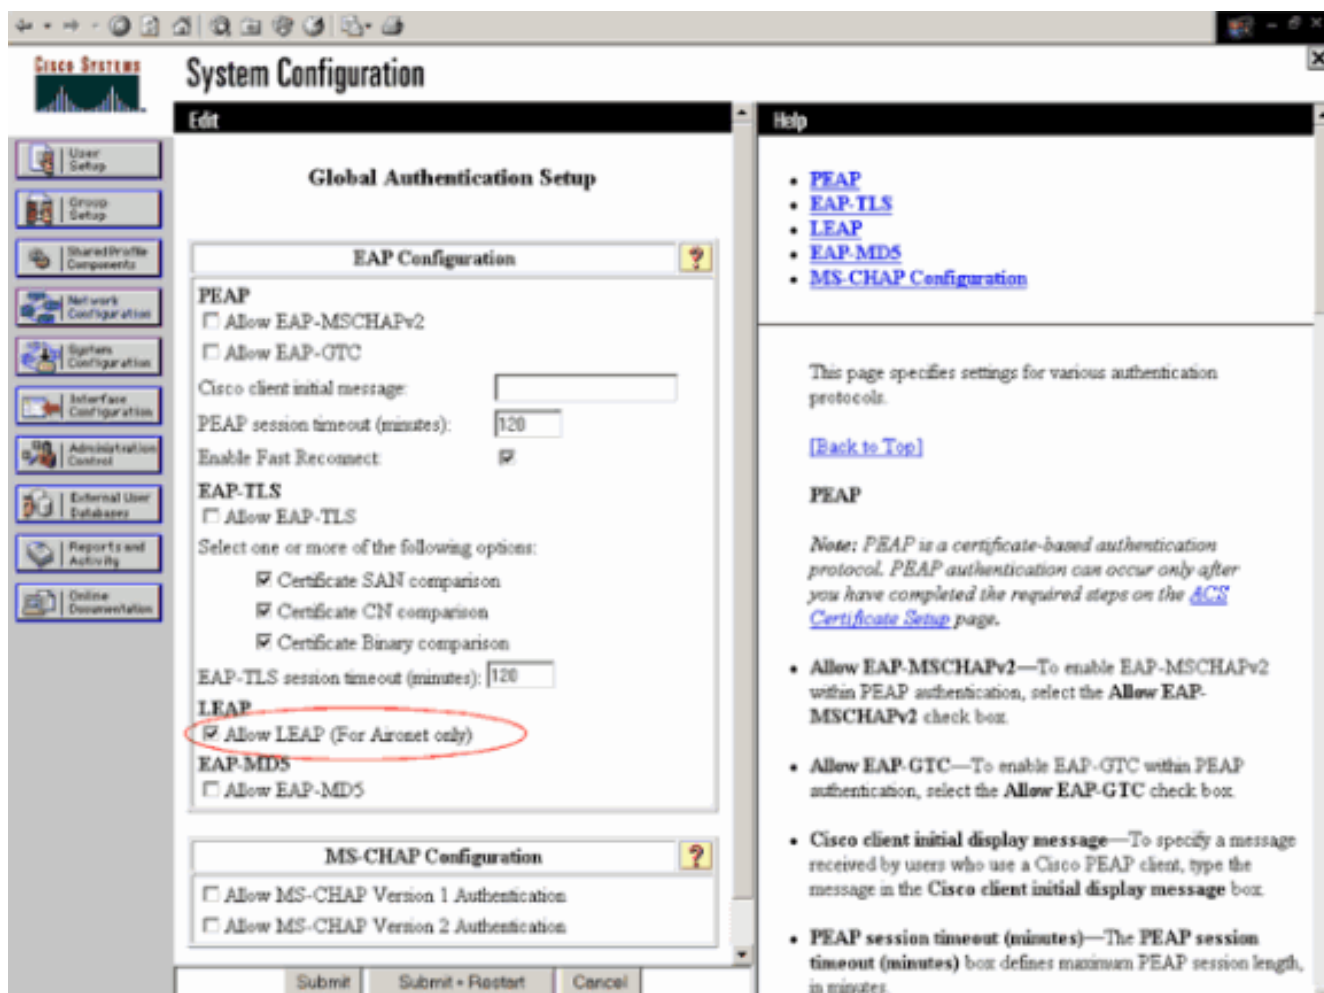 CISCO SYSTEMS
System Configuration
User
Setup
Group
Setup
Shared Profile
Components
Network
Configuration
System
Configuration
Interface
Configuration
Administration
Control
External User
Databases
Reports and
Activity
Online
Documentation
Edit
Global Authentication Setup
EAP Configuration
?
PEAP
Allow EAP-MSCHAPv2
Allow EAP-GTC
Cisco client initial message:
PEAP session timeout (minutes): 120
Enable Fast Reconnect:
EAP-TLS
Allow EAP-TLS
Select one or more of the following options:
Certificate SAN comparison
Certificate CN comparison
Certificate Binary comparison
EAP-TLS session timeout (minutes): 120
LEAP
Allow LEAP (For Aironet only)
EAP-MD5
Allow EAP-MD5
MS-CHAP Configuration
?
Allow MS-CHAP Version 1 Authentication
Allow MS-CHAP Version 2 Authentication
Submit Submit + Restart Cancel
Help
• PEAP
• EAP-TLS
• LEAP
• EAP-MD5
• MS-CHAP Configuration
This page specifies settings for various authentication
protocols.
[Back to Top]
PEAP
Note: PEAP is a certificate-based authentication
protocol. PEAP authentication can occur only after
you have completed the required steps on the ACS
Certificate Setup page.
• Allow EAP-MSCHAPv2—To enable EAP-MSCHAPv2
within PEAP authentication, select the Allow EAP-
MSCHAPv2 check box.
• Allow EAP-GTC—To enable EAP-GTC within PEAP
authentication, select the Allow EAP-GTC check box.
• Cisco client initial display message—To specify a message
received by users who use a Cisco PEAP client, type the
message in the Cisco client initial display message box.
• PEAP session timeout (minutes)—The PEAP session
timeout (minutes) box defines maximum PEAP session length,
in minutes.